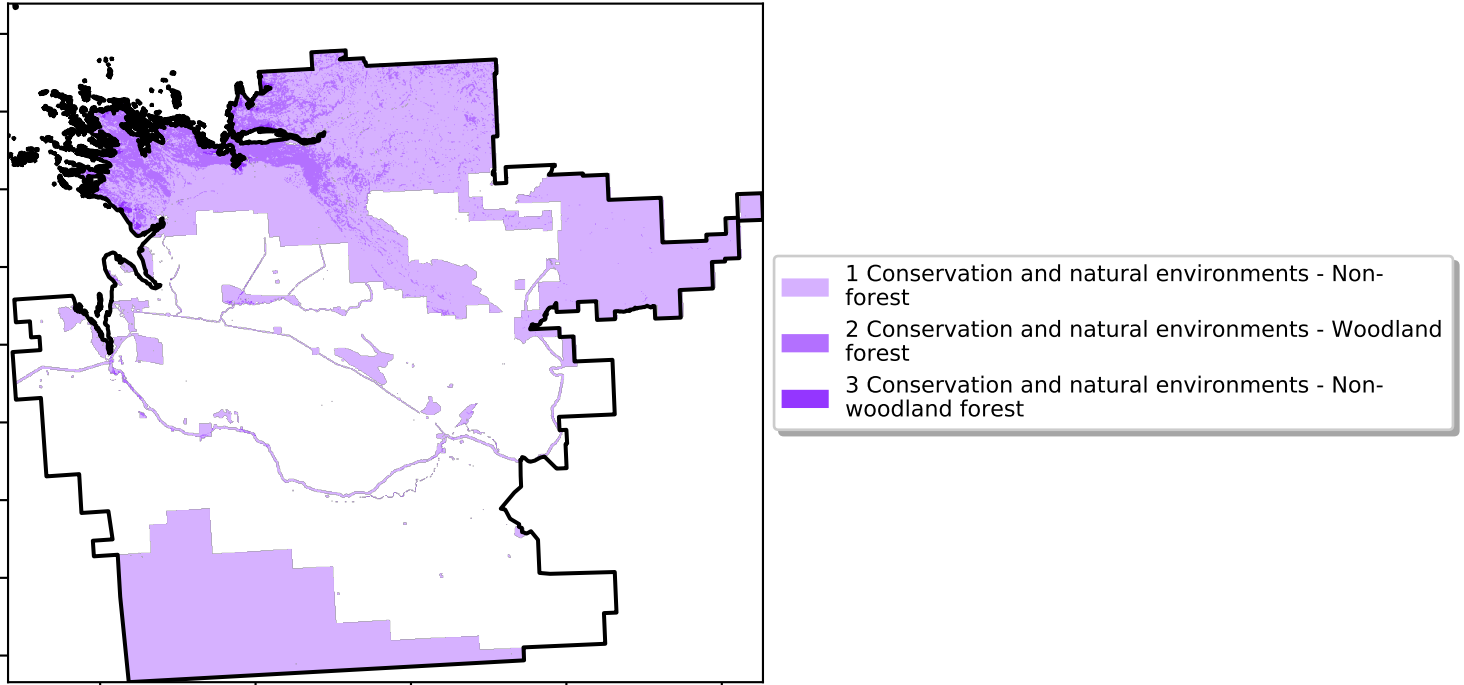 1 Conservation and natural environments - Non-
forest
2 Conservation and natural environments - Woodland
forest
3 Conservation and natural environments - Non-
woodland forest